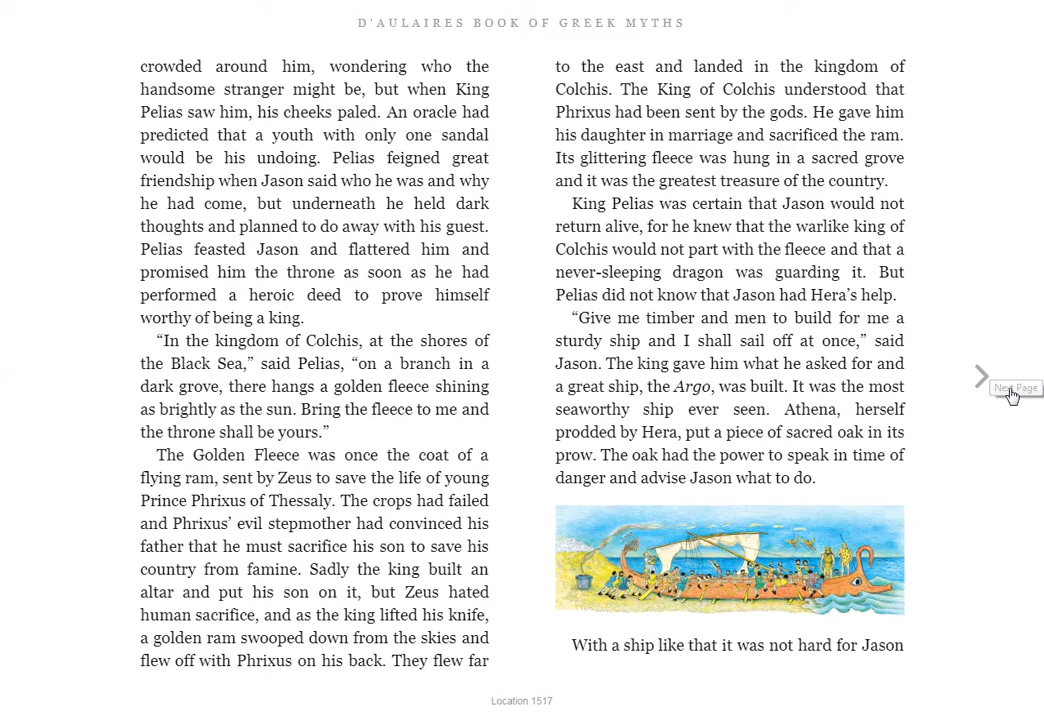 D'AULAIRES BOOK OF GREEK MYTHS
crowded around him, wondering who the
handsome stranger might be, but when King
Pelias saw him, his cheeks paled. An oracle had
predicted that a youth with only one sandal
would be his undoing. Pelias feigned great
friendship when Jason said who he was and why
he had come, but underneath he held dark
thoughts and planned to do away with his guest.
Pelias feasted Jason and flattered him and
promised him the throne as soon as he had
performed a heroic deed to prove himself
worthy of being a king.
“In the kingdom of Colchis, at the shores of
the Black Sea,” said Pelias, “on a branch in a
dark grove, there hangs a golden fleece shining
as brightly as the sun. Bring the fleece to me and
the throne shall be yours.”
The Golden Fleece was once the coat of a
flying ram, sent by Zeus to save the life of young
Prince Phrixus of Thessaly. The crops had failed
and Phrixus’ evil stepmother had convinced his
father that he must sacrifice his son to save his
country from famine. Sadly the king built an
altar and put his son on it, but Zeus hated
human sacrifice, and as the king lifted his knife,
a golden ram swooped down from the skies and
flew off with Phrixus on his back. They flew far
to the east and landed in the kingdom of
Colchis. The King of Colchis understood that
Phrixus had been sent by the gods. He gave him
his daughter in marriage and sacrificed the ram.
Its glittering fleece was hung in a sacred grove
and it was the greatest treasure of the country.
King Pelias was certain that Jason would not
return alive, for he knew that the warlike king of
Colchis would not part with the fleece and that a
never-sleeping dragon was guarding it. But
Pelias did not know that Jason had Hera’s help.
“Give me timber and men to build for me a
sturdy ship and I shall sail off at once,” said
Jason. The king gave him what he asked for and
a great ship, the Argo, was built. It was the most
seaworthy ship ever seen. Athena, herself
prodded by Hera, put a piece of sacred oak in its
prow. The oak had the power to speak in time of
danger and advise Jason what to do.
With a ship like that it was not hard for Jason
Next Page
Location 1517